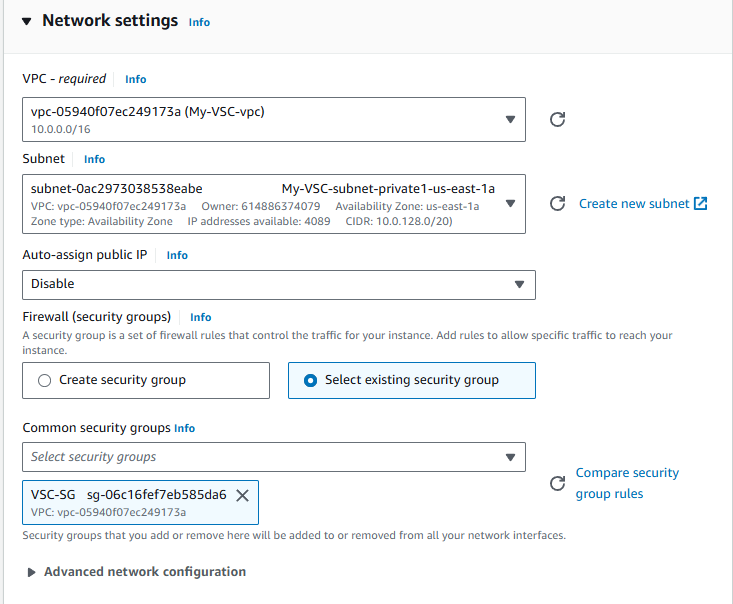 Network settings Info
VPC - required Info
vpc-05940f07ec249173a (My-VSC-vpc)
10.0.0.0/16
Subnet Info
subnet-0ac2973038538eabe My-VSC-subnet-private1-us-east-1a
VPC: vpc-05940f07ec249173a Owner: 614886374079 Availability Zone: us-east-1a
Zone type: Availability Zone IP addresses available: 4089 CIDR: 10.0.128.0/20)
Create new subnet
Auto-assign public IP Info
Disable
Firewall (security groups) Info
A security group is a set of firewall rules that control the traffic for your instance. Add rules to allow specific traffic to reach your
instance.
Create security group
Select existing security group
Common security groups Info
Select security groups
Compare security
group rules
VSC-SG sg-06c16fef7eb585da6
VPC: vpc-05940f07ec249173a
Security groups that you add or remove here will be added to or removed from all your network interfaces.
Advanced network configuration